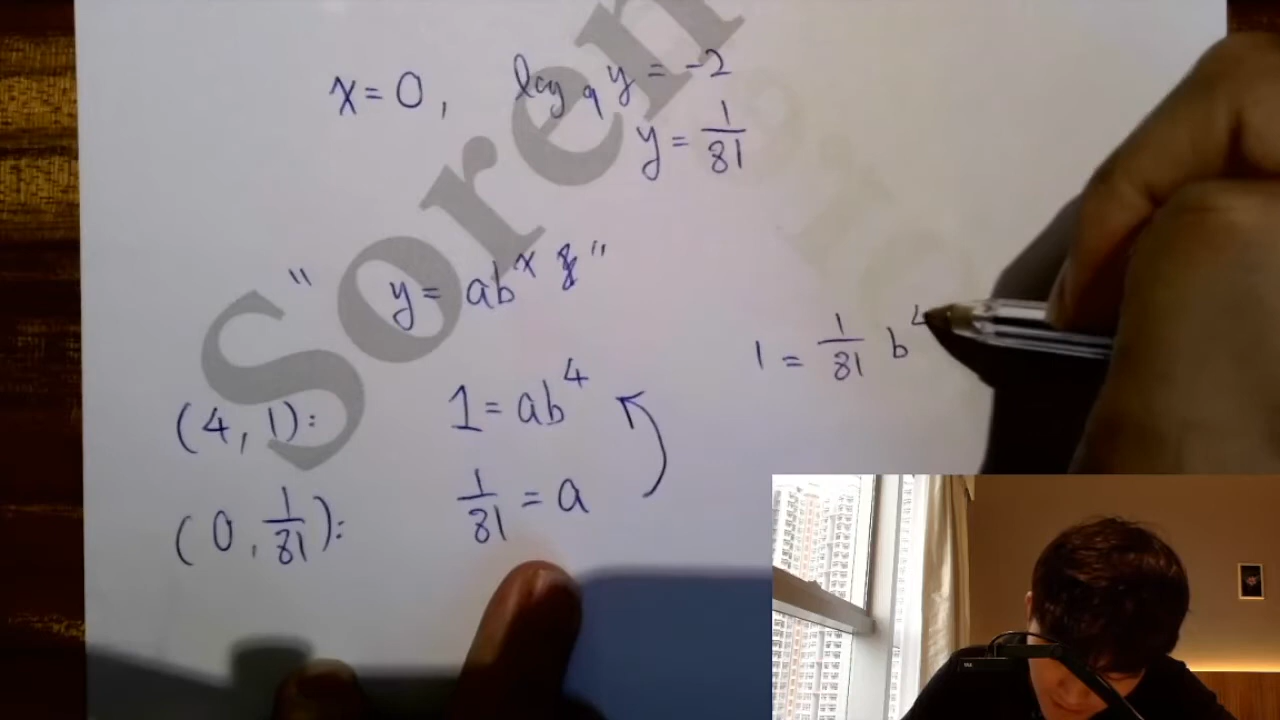 x = 0, log₉ y = -2
y = 1/81
" y = abˣ "
(4, 1): 1 = ab⁴
1 = 1/81 b⁴
(0, 1/81): 1/81 = a
Soren